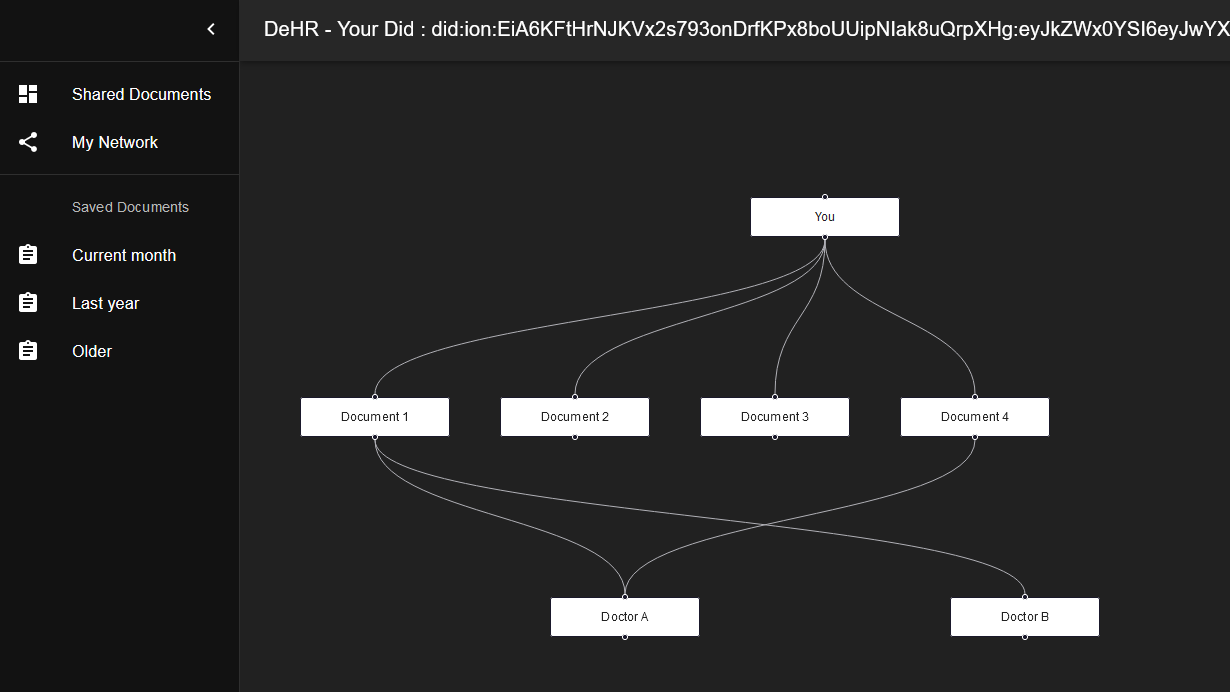 DeHR - Your Did : did:ion:EiA6KFtHrNJKVx2s793onDrfKPx8boUUipNIak8uQrpXHg:eyJkZWx0YSI6eyJwYX
Shared Documents
My Network
Saved Documents
Current month
Last year
Older
You
Document 1
Document 2
Document 3
Document 4
Doctor A
Doctor B